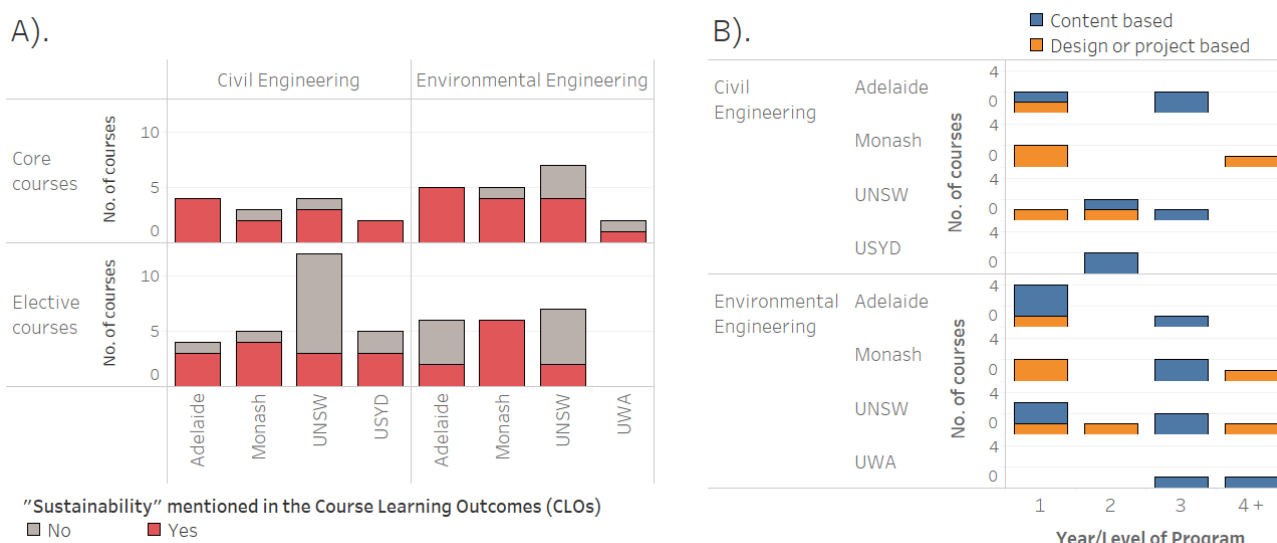 A).
Civil Engineering
Environmental Engineering
Core
courses
No. of courses
10
5
0
Elective
courses
No. of courses
10
5
0
Adelaide
Monash
UNSW
USYD
Adelaide
Monash
UNSW
UWA
"Sustainability" mentioned in the Course Learning Outcomes (CLOs)
No
Yes
B).
Content based
Design or project based
Civil
Engineering
Adelaide
4
0
Monash
4
0
UNSW
4
0
USYD
4
0
No. of courses
Environmental
Engineering
Adelaide
4
0
Monash
4
0
UNSW
4
0
UWA
4
0
No. of courses
1
2
3
4 +
Year/Level of Program